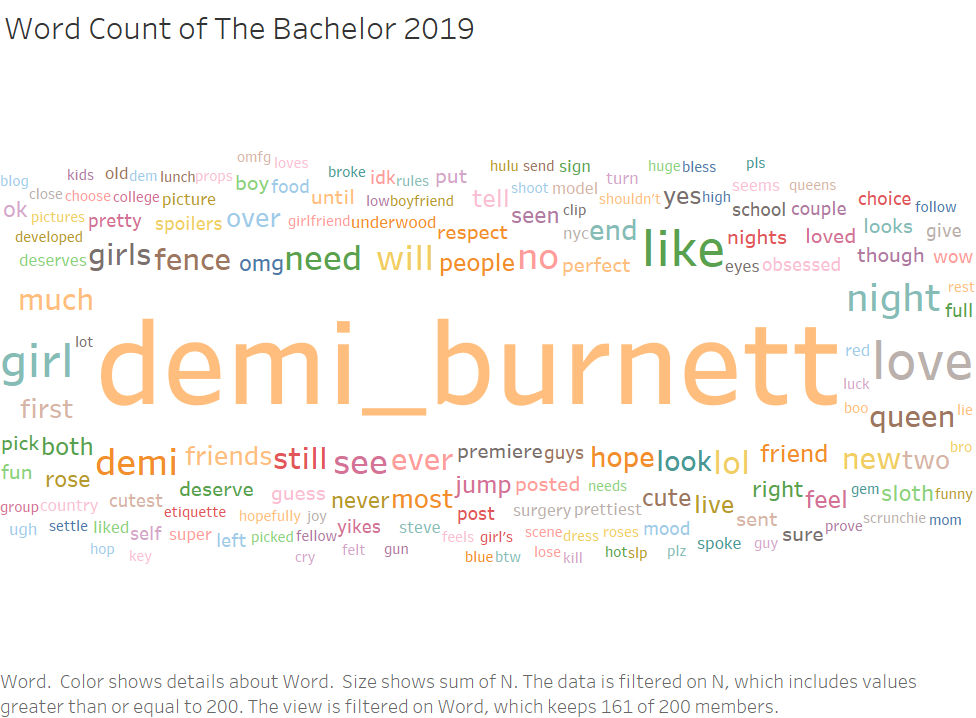 Word Count of The Bachelor 2019
omfg loves
hulu send sign huge bless pls
blog kids old dem lunch props broke idk rules put turn
boy food shoot model seems queens
close choose college picture until low boyfriend tell shouldn't yes high choice follow
ok pictures pretty spoilers over girlfriend underwood seen clip school couple looks give
developed respect nyc end nights loved
deserves girls fence omg need will people no perfect like eyes obsessed though wow
much night rest
full
girl lot demi_burnett red love
luck
first boo queen lie
pick both demi friends still see ever premiere guys hope look lol friend new two bro
fun rose deserve guess jump posted needs right gem sloth funny
group country cutest never most cute live feel
etiquette hopefully joy post surgery prettiest sent scrunchie mom
ugh settle liked self super left picked fellow yikes steve feels girl's scene dress roses mood spoke guy sure prove
hop key cry felt gun blue btw lose kill hot slp plz
Word.  Color shows details about Word.  Size shows sum of N. The data is filtered on N, which includes values
greater than or equal to 200. The view is filtered on Word, which keeps 161 of 200 members.